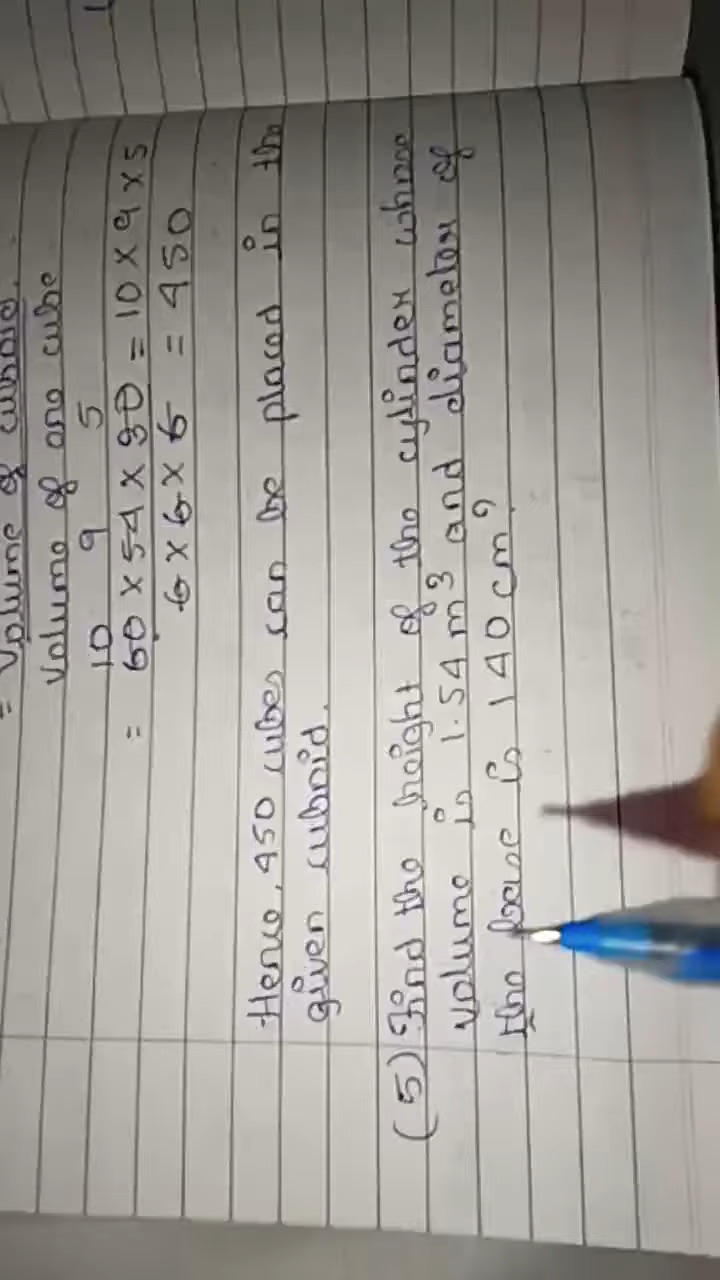 = Volume of cuboid.
Volume of one cube
10 9 5
= 60 × 54 × 30 = 10 × 9 × 5
6 × 6 × 6 = 450
Hence, 450 cubes can be placed in the
given cuboid.
(5) Find the height of the cylinder whose
volume is 1.54 m³ and diameter of
the base is 140 cm?